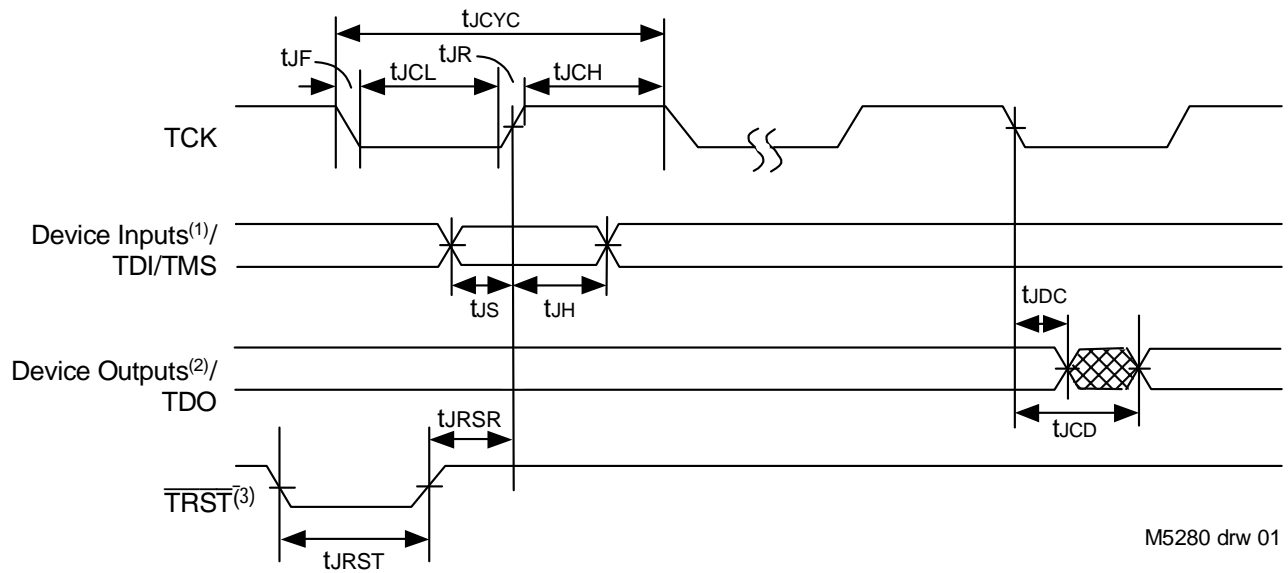 tJCYC
tJF
tJCL
tJR
tJCH
TCK
Device Inputs(1)/
TDI/TMS
tJS
tJH
tJDC
Device Outputs(2)/
TDO
tJRSR
tJCD
TRST(3)
tJRST
M5280 drw 01